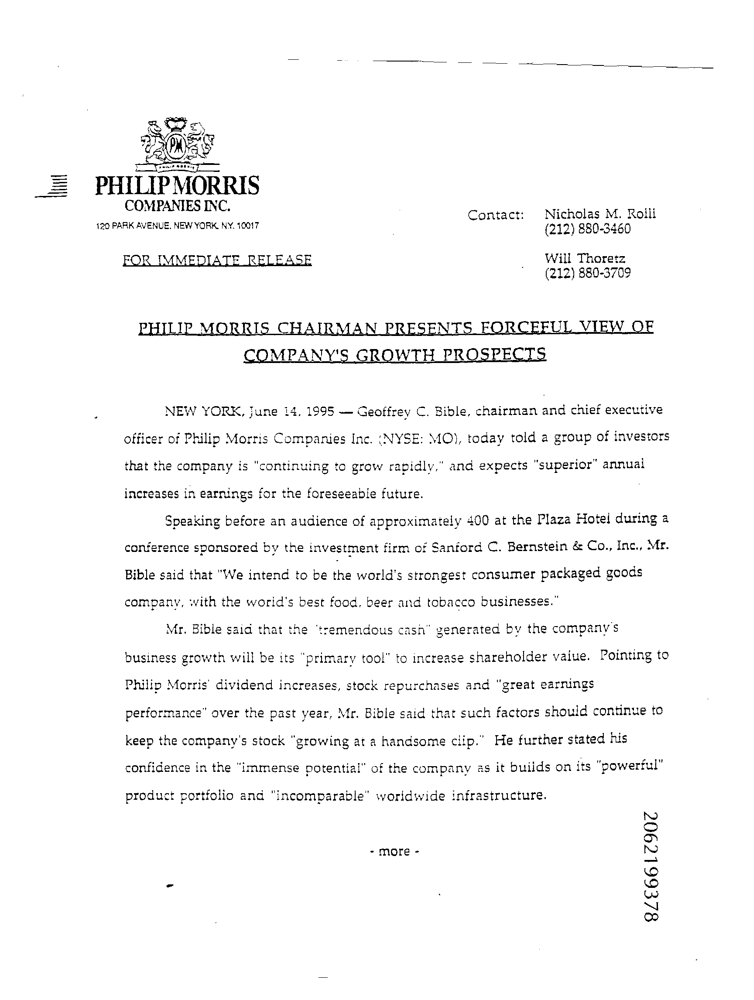 PM
PHILIP MORRIS
COMPANIES INC.
120 PARK AVENUE, NEW YORK, NY. 10017
Contact: Nicholas M. Rolli
(212) 880-3460
FOR IMMEDIATE RELEASE
Will Thoretz
(212) 880-3709
PHILIP MORRIS CHAIRMAN PRESENTS FORCEFUL VIEW OF
COMPANY'S GROWTH PROSPECTS
NEW YORK, June 14, 1995 — Geoffrey C. Bible, chairman and chief executive
officer of Philip Morris Companies Inc. (NYSE: MO), today told a group of investors
that the company is "continuing to grow rapidly," and expects "superior" annual
increases in earnings for the foreseeable future.
Speaking before an audience of approximately 400 at the Plaza Hotel during a
conference sponsored by the investment firm of Sanford C. Bernstein & Co., Inc., Mr.
Bible said that "We intend to be the world's strongest consumer packaged goods
company, with the world's best food, beer and tobacco businesses."
Mr. Bible said that the "tremendous cash" generated by the company's
business growth will be its "primary tool" to increase shareholder value. Pointing to
Philip Morris' dividend increases, stock repurchases and "great earnings
performance" over the past year, Mr. Bible said that such factors should continue to
keep the company's stock "growing at a handsome clip." He further stated his
confidence in the "immense potential" of the company as it builds on its "powerful"
product portfolio and "incomparable" worldwide infrastructure.
- more -
2062199378